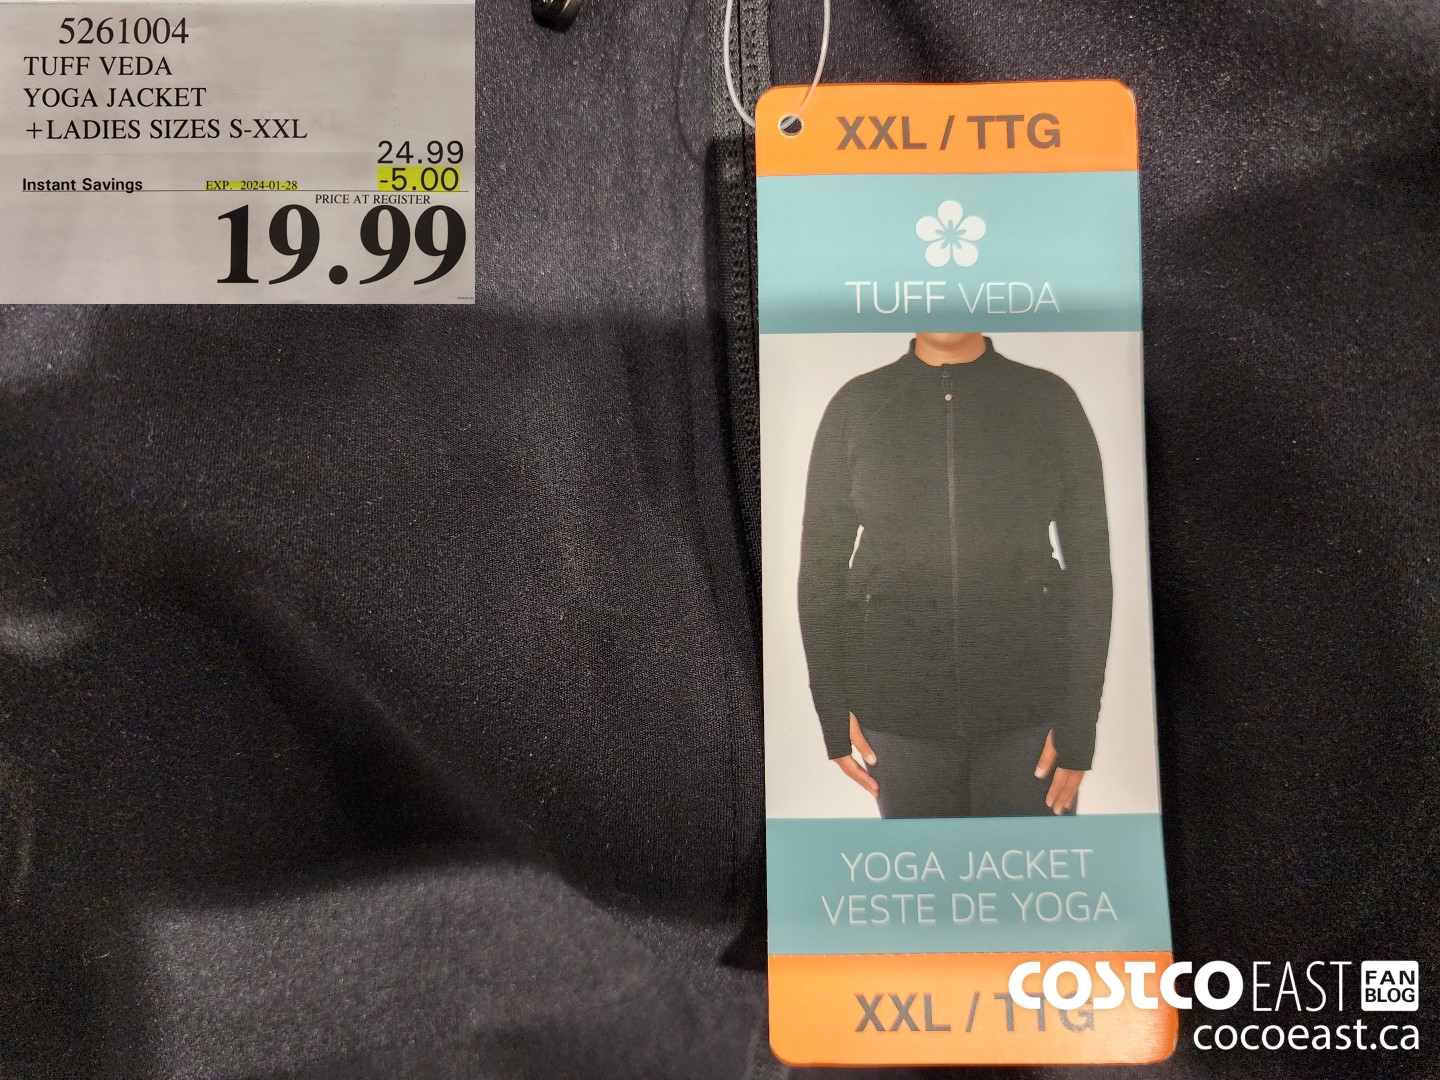 5261004
TUFF VEDA
YOGA JACKET
+LADIES SIZES S-XXL
24.99
Instant Savings EXP. 2024-01-28 -5.00
PRICE AT REGISTER
19.99
XXL / TTG
TUFF VEDA
YOGA JACKET
VESTE DE YOGA
XXL / TTG
COSTCO EAST FAN BLOG
cocoeast.ca